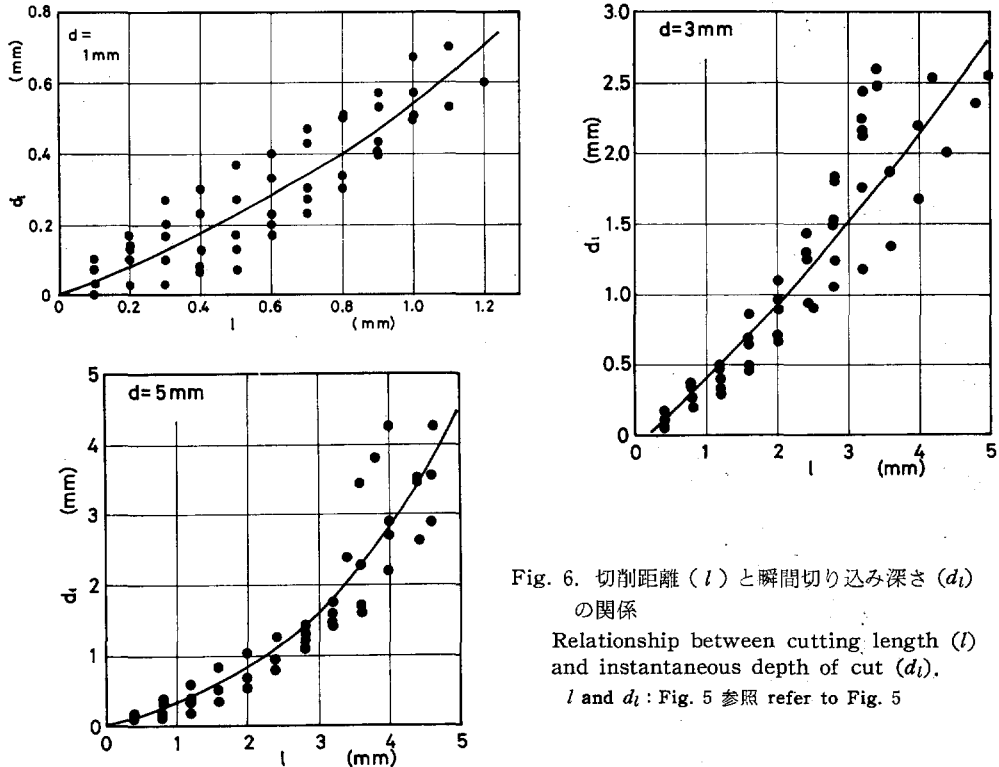 d=
1mm
(mm)
0.8
0.6
0.4
0.2
0
dₗ
0
0.2
0.4
0.6
0.8
1.0
1.2
l
(mm)
d=3mm
3.0
2.5
(mm)
2.0
1.5
dₗ
1.0
0.5
0
0
1
2
3
4
5
l
(mm)
d=5mm
5
4
(mm)
3
2
dₗ
1
0
0
1
2
3
4
5
l
(mm)
Fig. 6. 切削距離 (l) と瞬間切り込み深さ (dₗ)
の関係
Relationship between cutting length (l)
and instantaneous depth of cut (dₗ).
l and dₗ : Fig. 5 参照 refer to Fig. 5